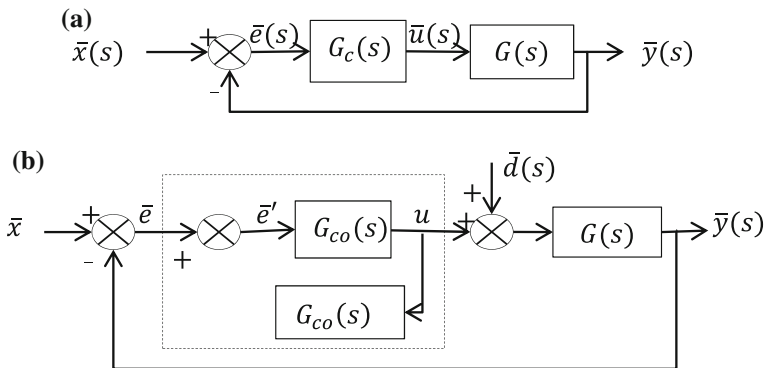 (a)
x̄(s) + ē(s) G_c(s) ū(s) G(s) ȳ(s)
−
(b)
d̄(s)
x̄ + ē ē′ G_co(s) u + + G(s) ȳ(s)
− +
G_co(s)